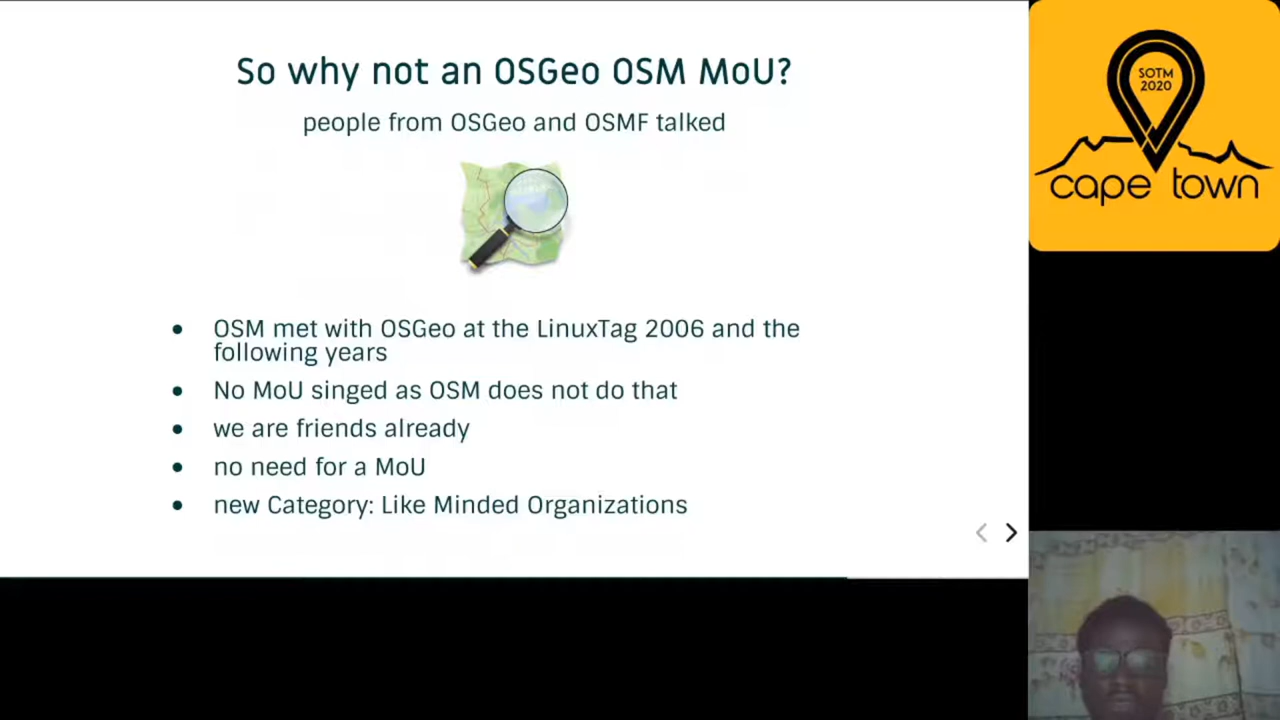 So why not an OSGeo OSM MoU?
people from OSGeo and OSMF talked
OSM met with OSGeo at the LinuxTag 2006 and the
following years
No MoU singed as OSM does not do that
we are friends already
no need for a MoU
new Category: Like Minded Organizations
SOTM
2020
cape town